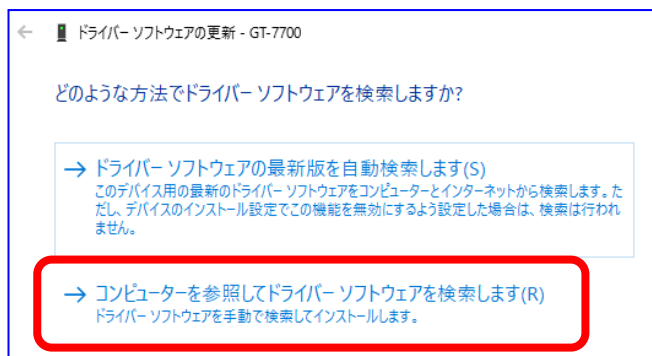 ← ドライバー ソフトウェアの更新 - GT-7700
どのような方法でドライバー ソフトウェアを検索しますか?
→ ドライバー ソフトウェアの最新版を自動検索します(S)
このデバイス用の最新のドライバー ソフトウェアをコンピューターとインターネットから検索します。た
だし、デバイスのインストール設定でこの機能を無効にするよう設定した場合は、検索は行われ
ません。
→ コンピューターを参照してドライバー ソフトウェアを検索します(R)
ドライバー ソフトウェアを手動で検索してインストールします。